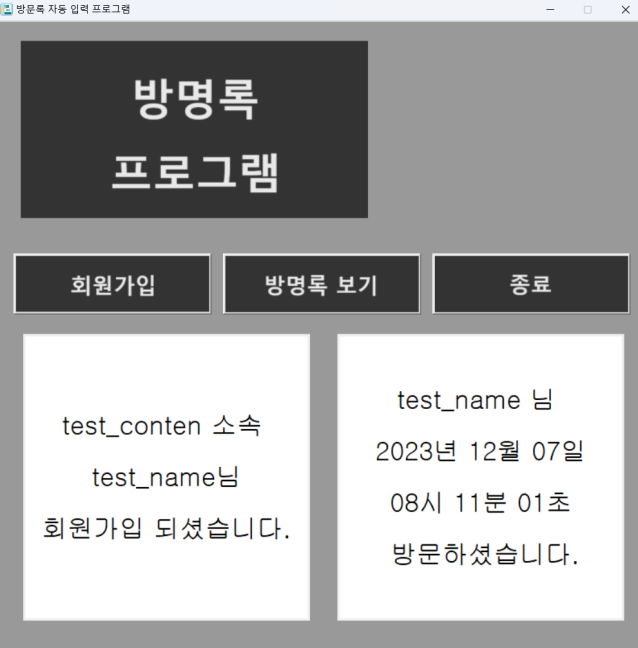 방문록 자동 입력 프로그램
방명록
프로그램
회원가입
방명록 보기
종료
test_conten 소속
test_name님
회원가입 되셨습니다.
test_name 님
2023년 12월 07일
08시 11분 01초
방문하셨습니다.